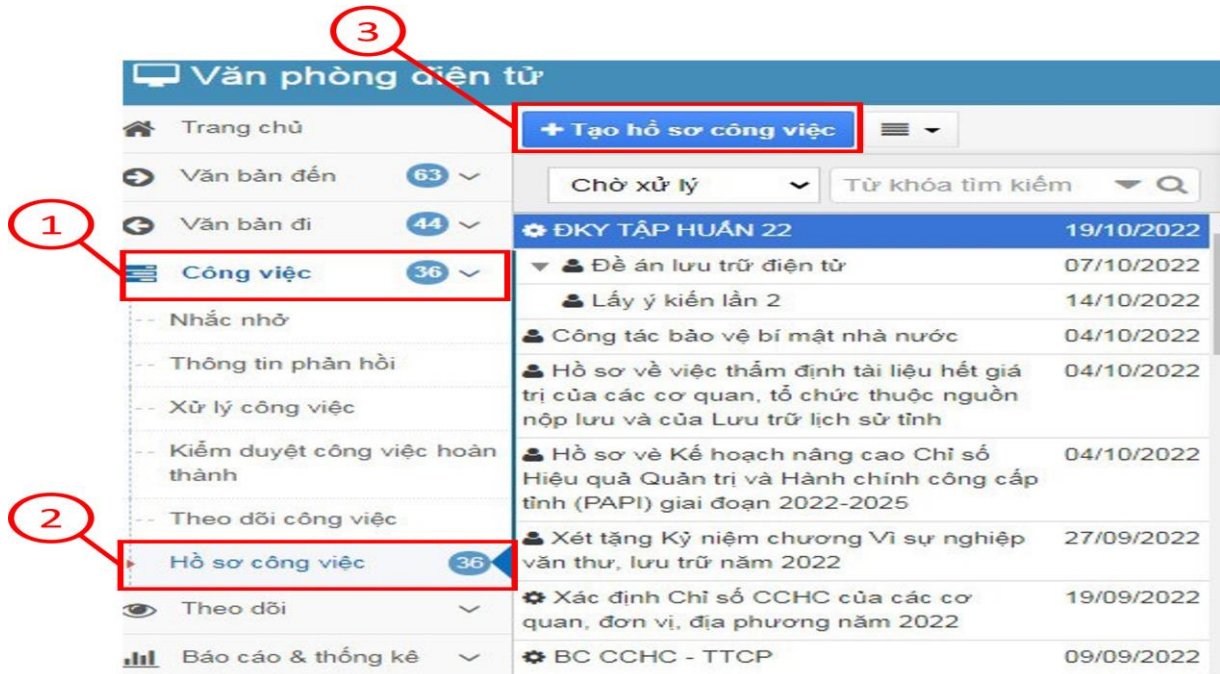 3
Văn phòng điện tử
Trang chủ
+ Tạo hồ sơ công việc
Văn bản đến 63
Chờ xử lý
Từ khóa tìm kiếm
1
Văn bản đi 44
ĐKY TẬP HUẤN 22 19/10/2022
Công việc 36
Đề án lưu trữ điện tử 07/10/2022
Lấy ý kiến lần 2 14/10/2022
Nhắc nhở
Công tác bảo vệ bí mật nhà nước 04/10/2022
Thông tin phản hồi
Hồ sơ về việc thẩm định tài liệu hết giá 04/10/2022
trị của các cơ quan, tổ chức thuộc nguồn
nộp lưu và của Lưu trữ lịch sử tỉnh
Xử lý công việc
Kiểm duyệt công việc hoàn
thành
Hồ sơ vè Kế hoạch nâng cao Chỉ số 04/10/2022
Hiệu quả Quản trị và Hành chính công cấp
tỉnh (PAPI) giai đoạn 2022-2025
2
Theo dõi công việc
Xét tặng Kỷ niệm chương Vì sự nghiệp 27/09/2022
văn thư, lưu trữ năm 2022
Hồ sơ công việc 36
Xác định Chỉ số CCHC của các cơ 19/09/2022
quan, đơn vị, địa phương năm 2022
Theo dõi
Báo cáo & thống kê
BC CCHC - TTCP 09/09/2022